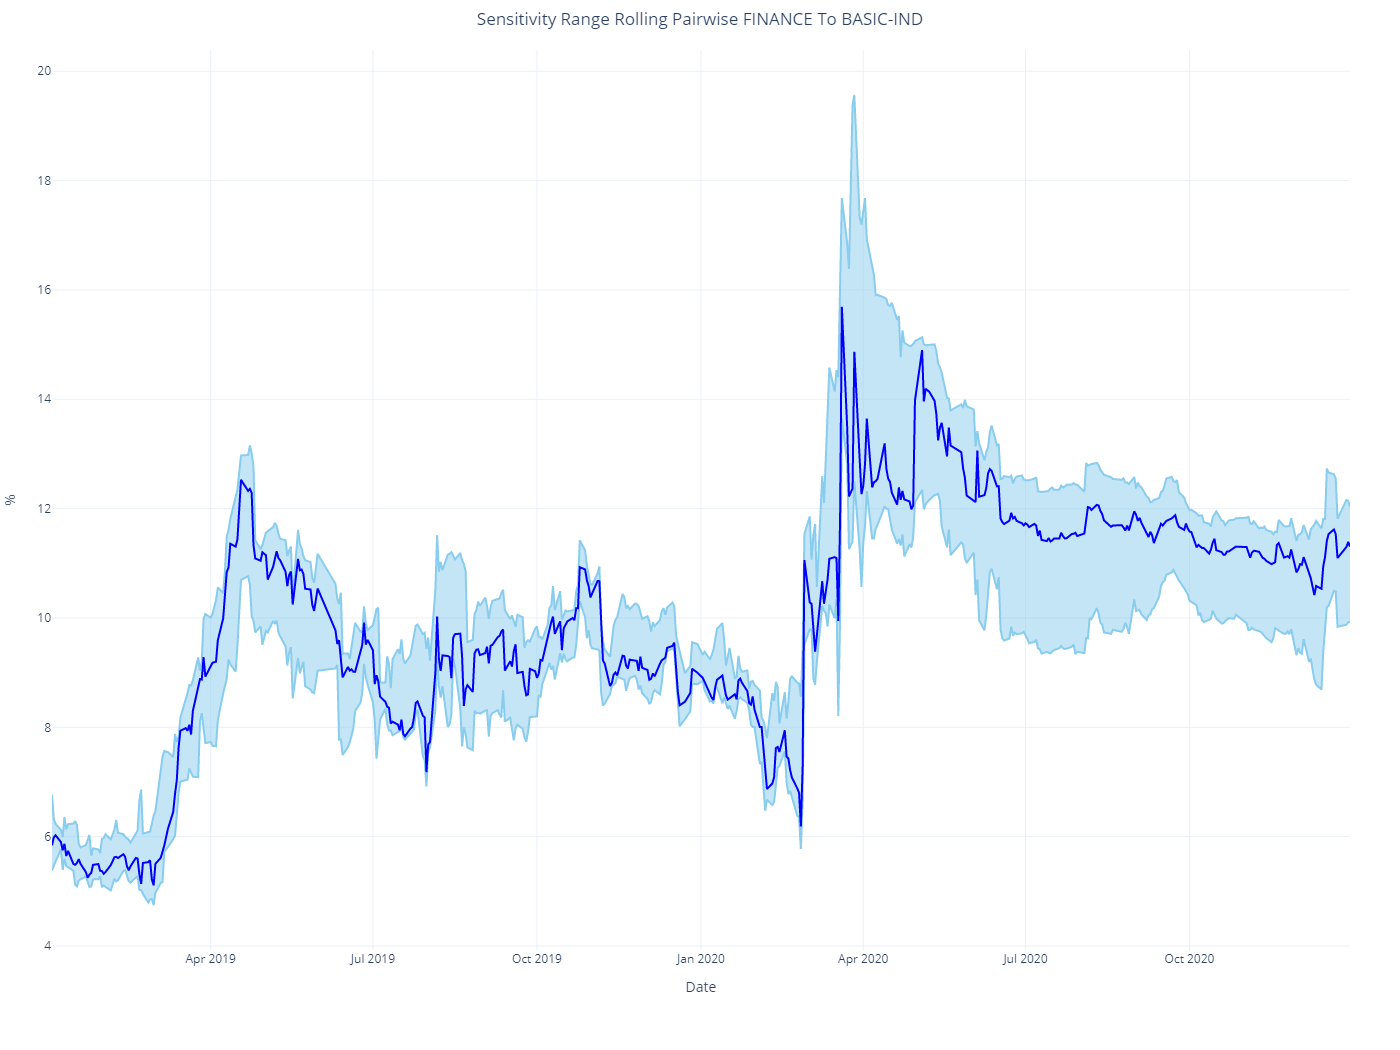 Sensitivity Range Rolling Pairwise FINANCE To BASIC-IND
20
18
16
14
12
10
8
6
4
%
Apr 2019
Jul 2019
Oct 2019
Jan 2020
Apr 2020
Jul 2020
Oct 2020
Date